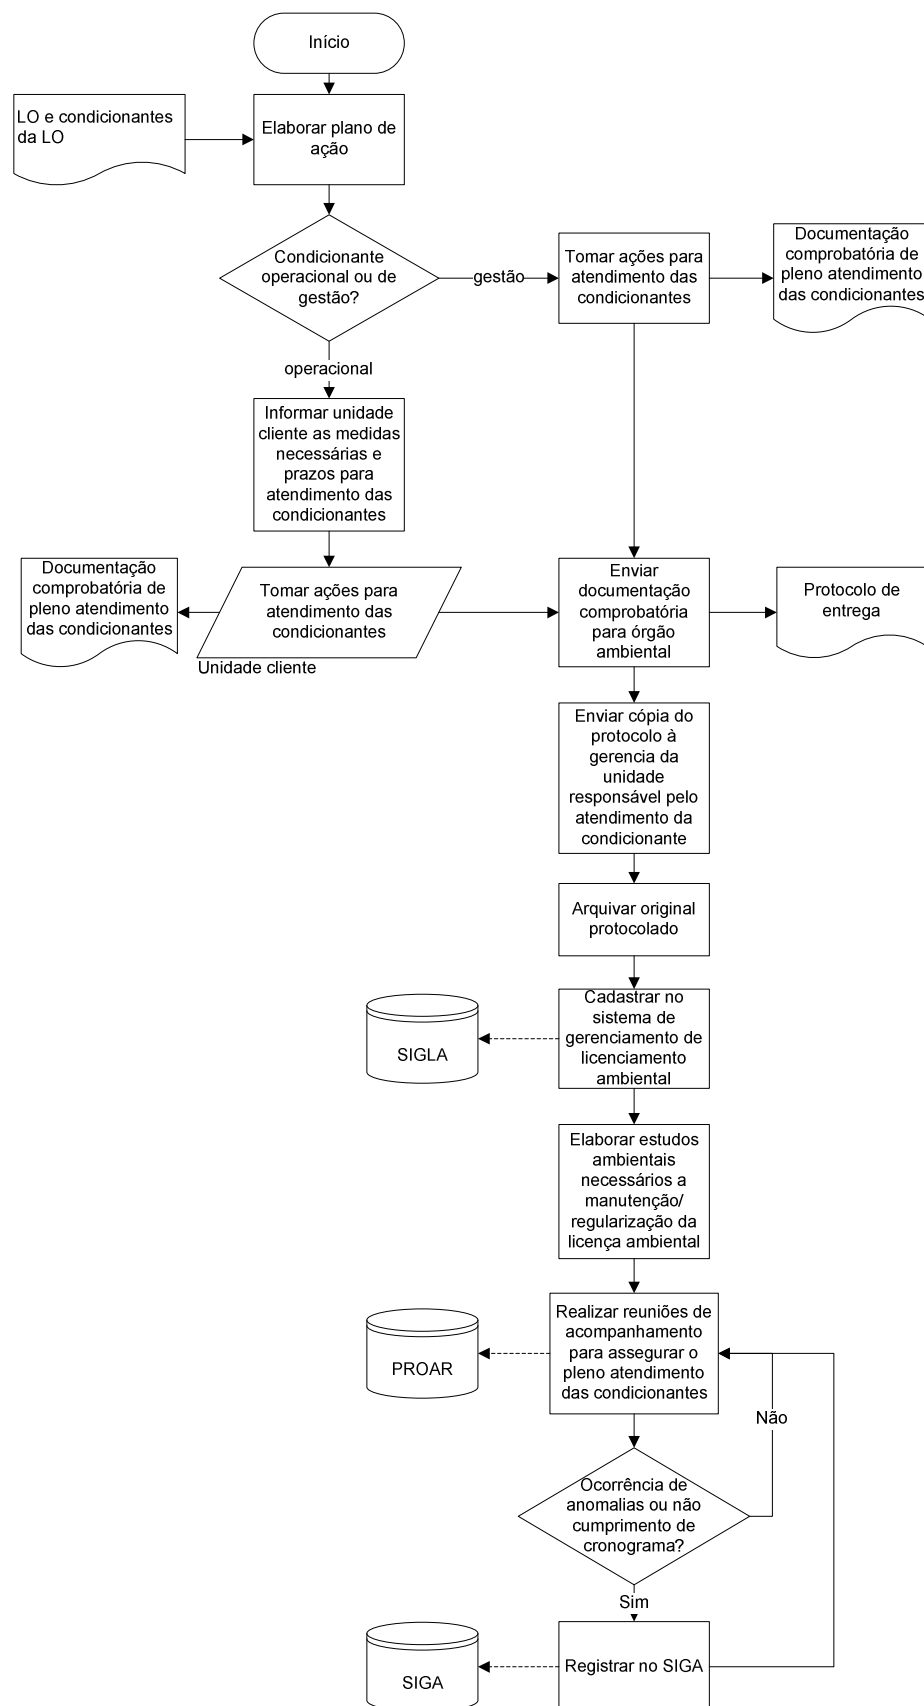 Início
LO e condicionantes
da LO
Elaborar plano de
ação
Condicionante
operacional ou de
gestão?
gestão
Tomar ações para
atendimento das
condicionantes
Documentação
comprobatória de
pleno atendimento
das condicionantes
operacional
Informar unidade
cliente as medidas
necessárias e
prazos para
atendimento das
condicionantes
Documentação
comprobatória de
pleno atendimento
das condicionantes
Tomar ações para
atendimento das
condicionantes
Unidade cliente
Enviar
documentação
comprobatória
para órgão
ambiental
Protocolo de
entrega
Enviar cópia do
protocolo à
gerencia da
unidade
responsável pelo
atendimento da
condicionante
Arquivar original
protocolado
Cadastrar no
sistema de
gerenciamento de
licenciamento
ambiental
SIGLA
Elaborar estudos
ambientais
necessários a
manutenção/
regularização da
licença ambiental
Realizar reuniões de
acompanhamento
para assegurar o
pleno atendimento
das condicionantes
PROAR
Não
Ocorrência de
anomalias ou não
cumprimento de
cronograma?
Sim
Registrar no SIGA
SIGA